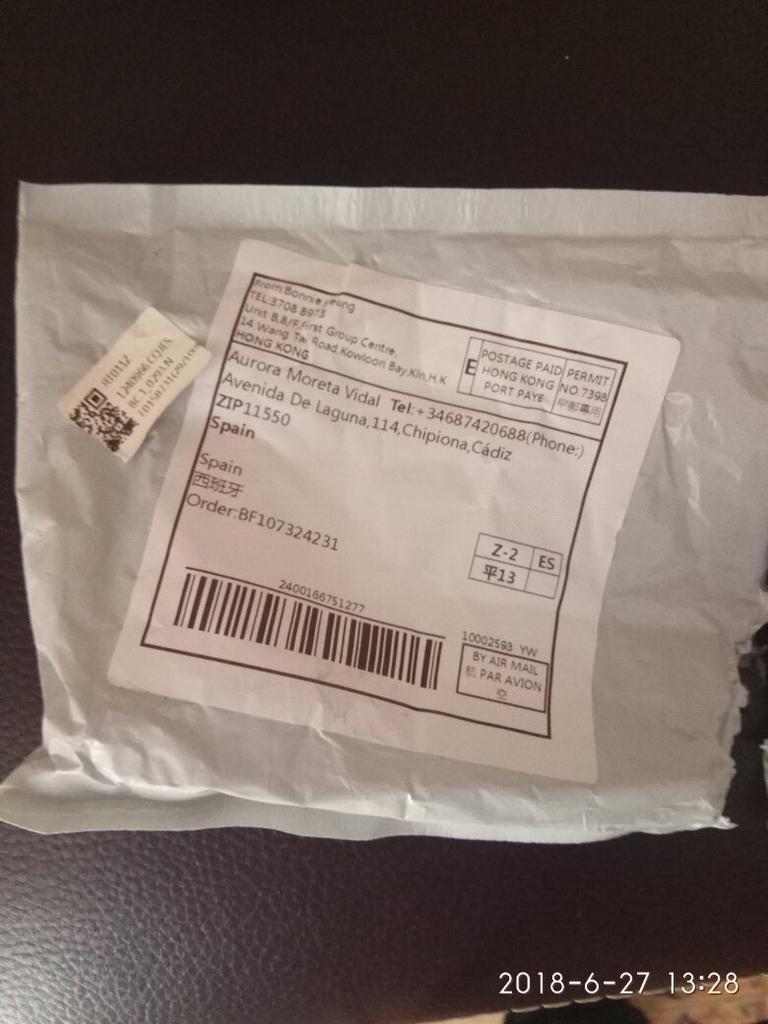 From:Bonnie yeung
TEL:3708 8973
Unit B,8/F,First Group Centre,
14 Wang Tai Road,Kowloon Bay,Kln,H.K
HONG KONG
POSTAGE PAID
HONG KONG
PORT PAYE
PERMIT
NO.7398
Aurora Moreta Vidal Tel:+34687420688(Phone:)
Avenida De Laguna,114,Chipiona,Cádiz
ZIP11550
Spain
Spain
西班牙
Order:BF107324231
Z-2 ES
平13
2400166751277
10002593 YW
BY AIR MAIL
航 PAR AVION
空
HT011Z
2018-6-27 13:28